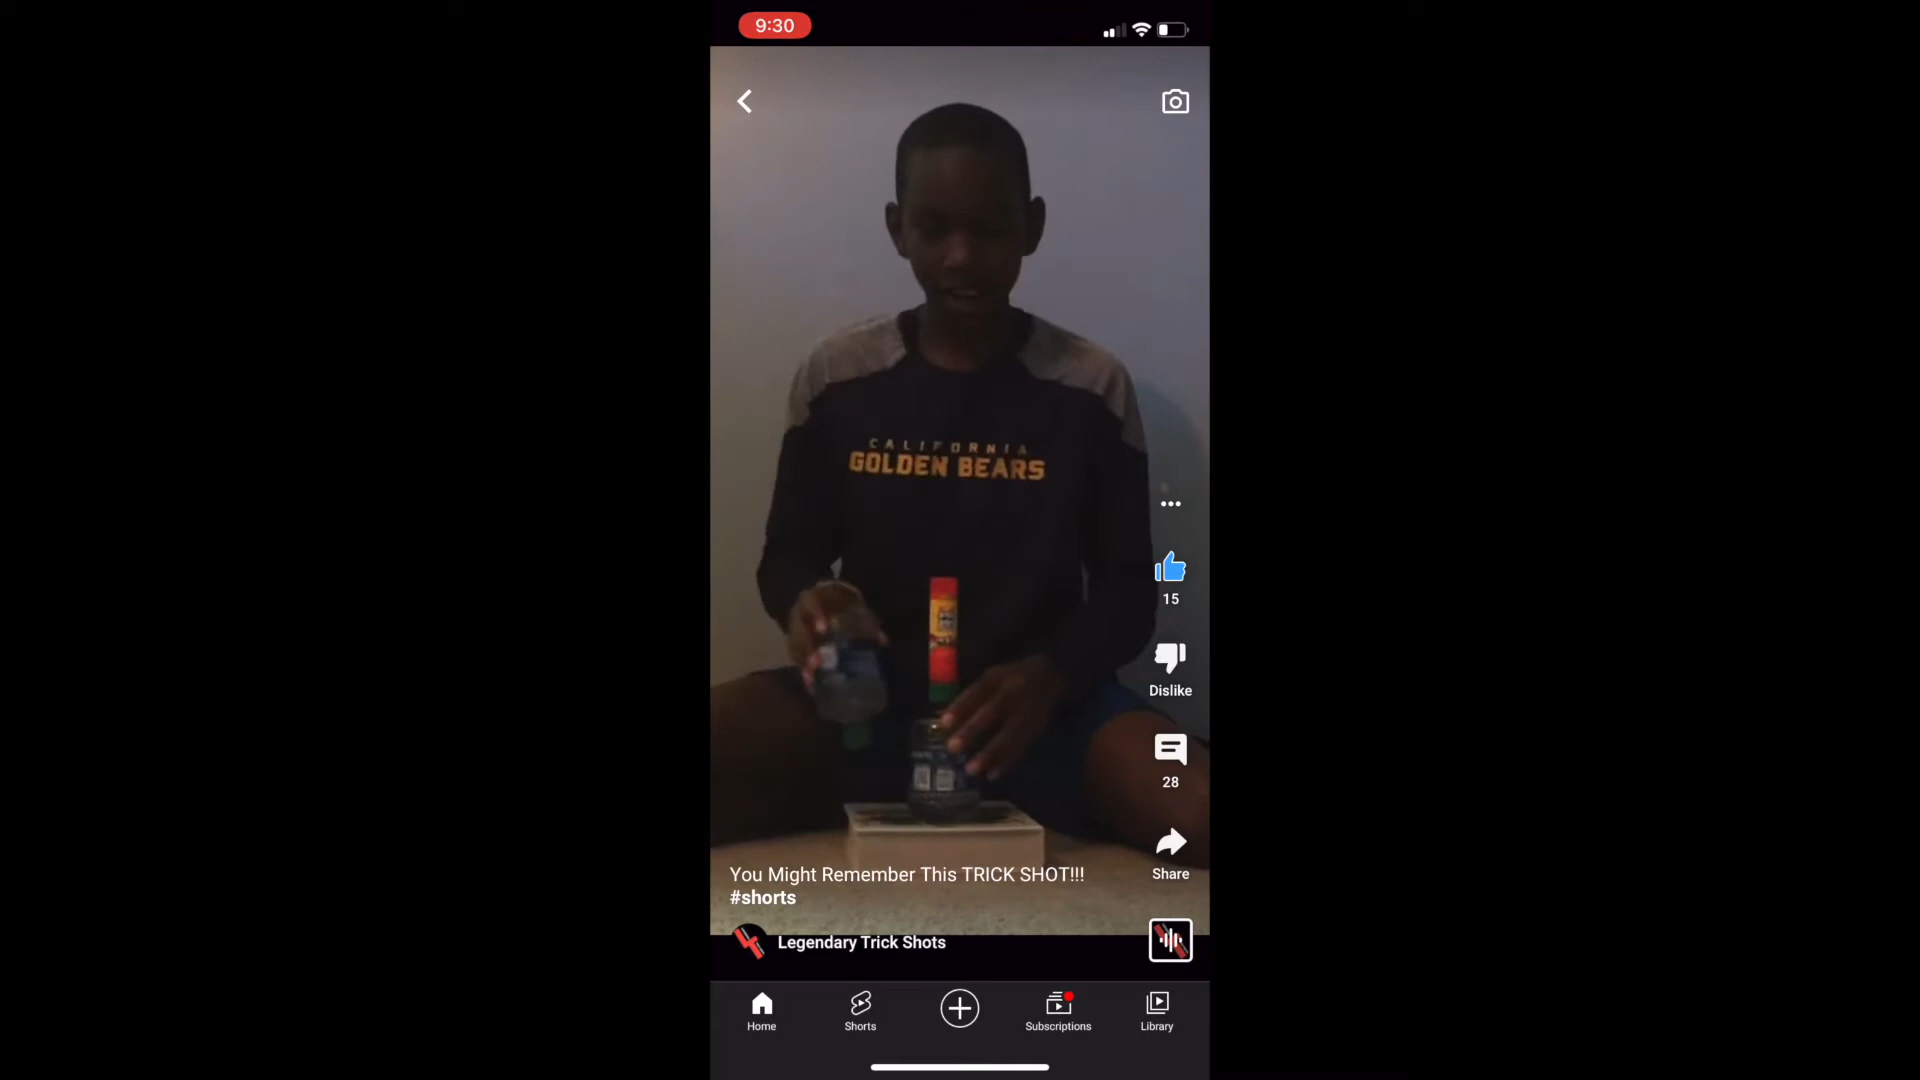 9:30
CALIFORNIA
GOLDEN BEARS
15
Dislike
28
Share
You Might Remember This TRICK SHOT!!!
#shorts
Legendary Trick Shots
Home
Shorts
Subscriptions
Library